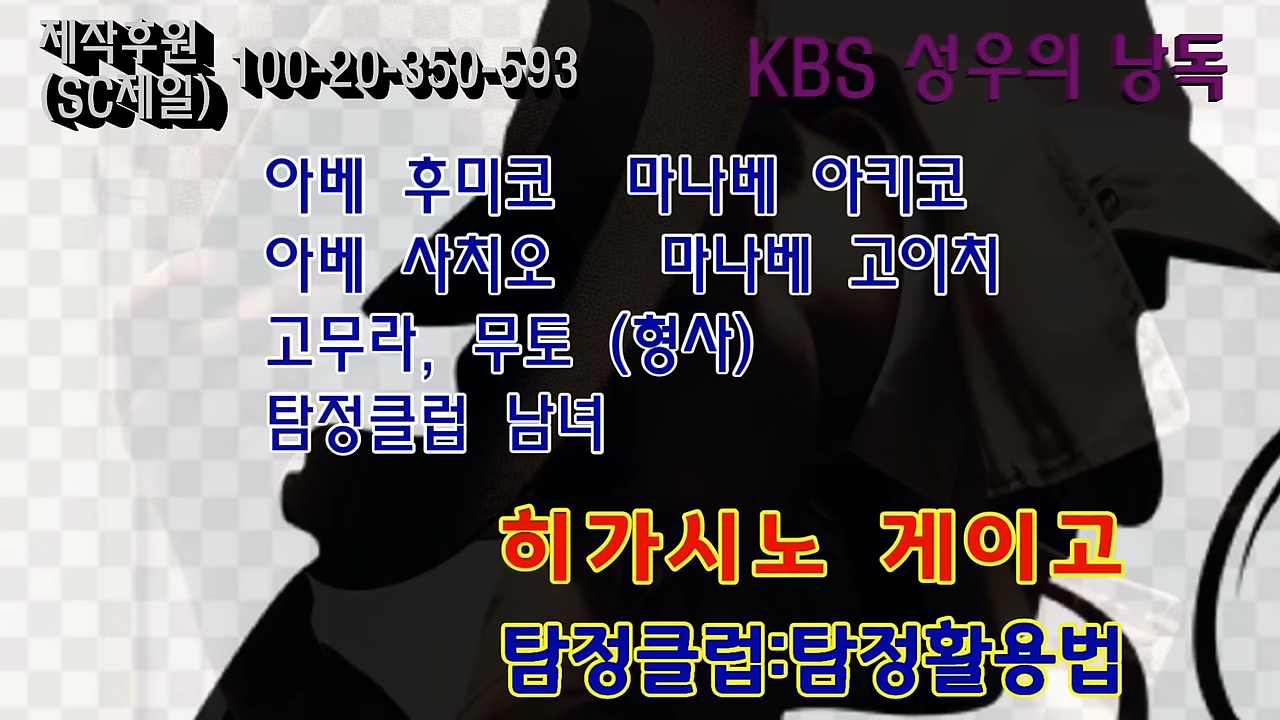 제작후원
(SC제일) 100-20-350-593
KBS 성우의 낭독
아베 후미코 마나베 아키코
아베 사치오 마나베 고이치
고무라, 무토 (형사)
탐정클럽 남녀
히가시노 게이고
탐정클럽:탐정활용법